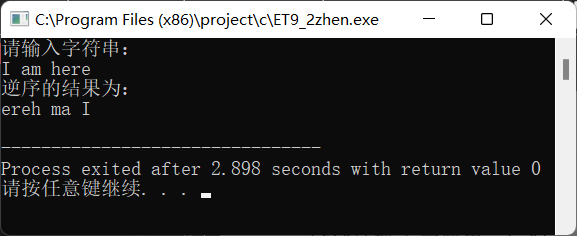 C:\Program Files (x86)\project\c\ET9_2zhen.exe
请输入字符串：
I am here
逆序的结果为：
ereh ma I
--------------------------------
Process exited after 2.898 seconds with return value 0
请按任意键继续. . .